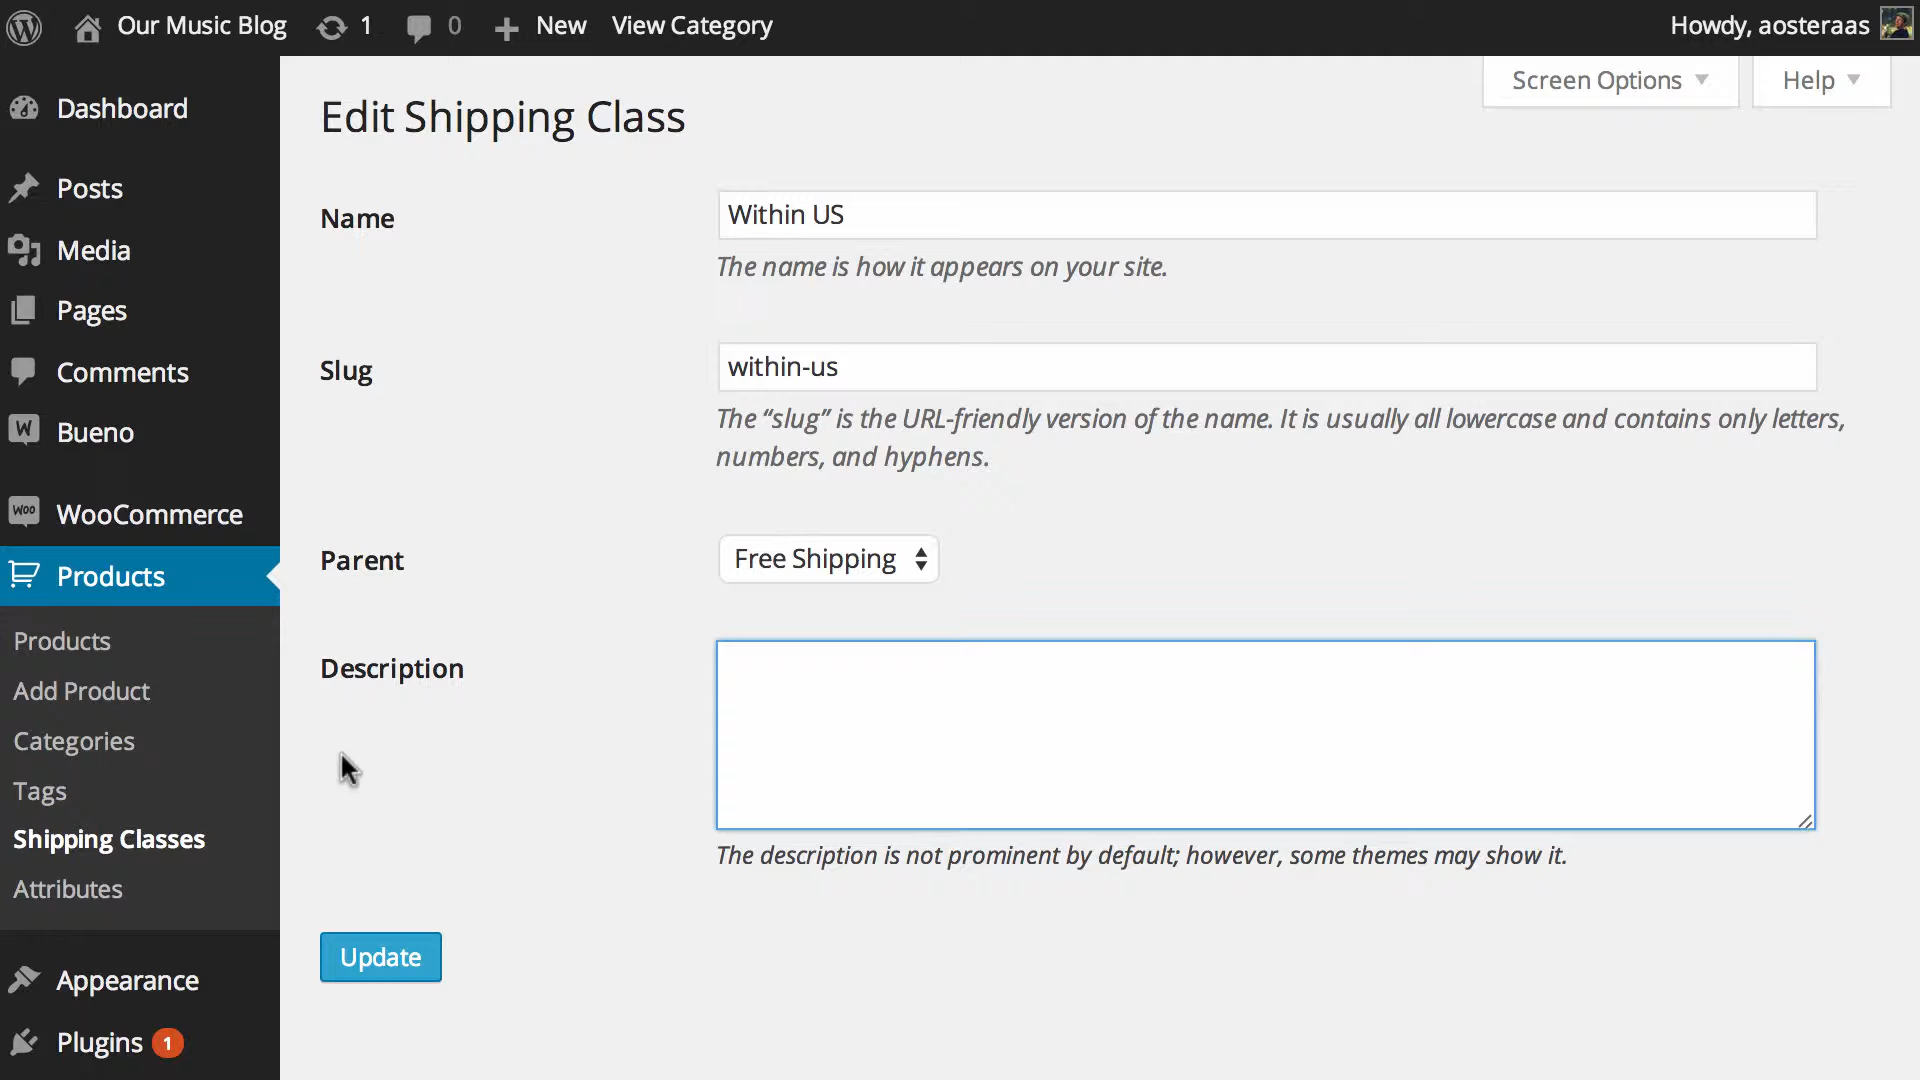 Our Music Blog 1 0 New View Category Howdy, aosteraas
Screen Options Help
Dashboard
Posts
Media
Pages
Comments
Bueno
WooCommerce
Products
Products
Add Product
Categories
Tags
Shipping Classes
Attributes
Appearance
Plugins 1
Edit Shipping Class
Name
Within US
The name is how it appears on your site.
Slug
within-us
The “slug” is the URL-friendly version of the name. It is usually all lowercase and contains only letters,
numbers, and hyphens.
Parent
Free Shipping
Description
The description is not prominent by default; however, some themes may show it.
Update